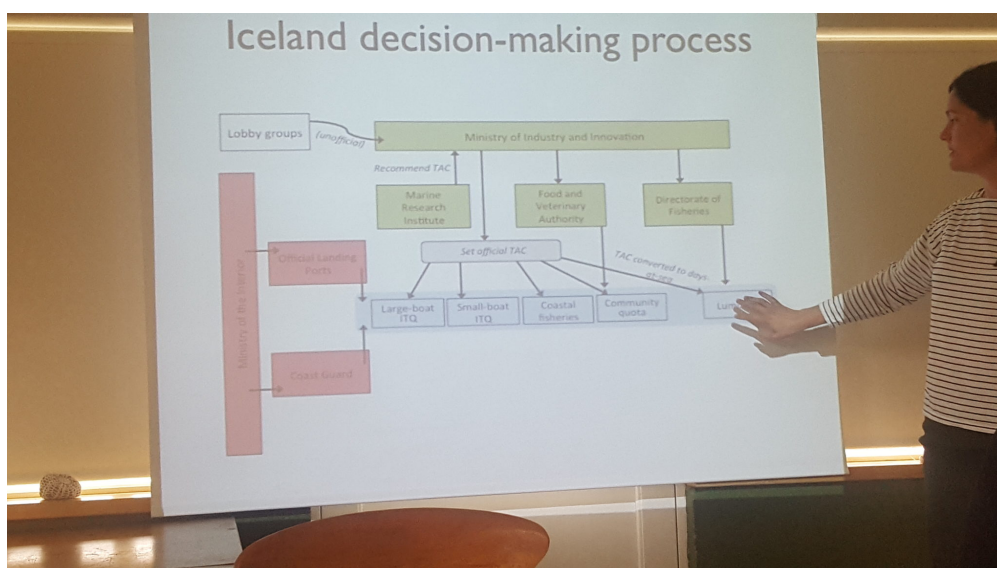 Iceland decision-making process
Lobby groups
(unofficial)
Ministry of Industry and Innovation
Recommend TAC
Marine
Research
Institute
Food and
Veterinary
Authority
Directorate of
Fisheries
Ministry of the Interior
Official Landing
Ports
Set official TAC
TAC converted to days
at sea
Large-boat
ITQ
Small-boat
ITQ
Coastal
fisheries
Community
quota
Coast Guard